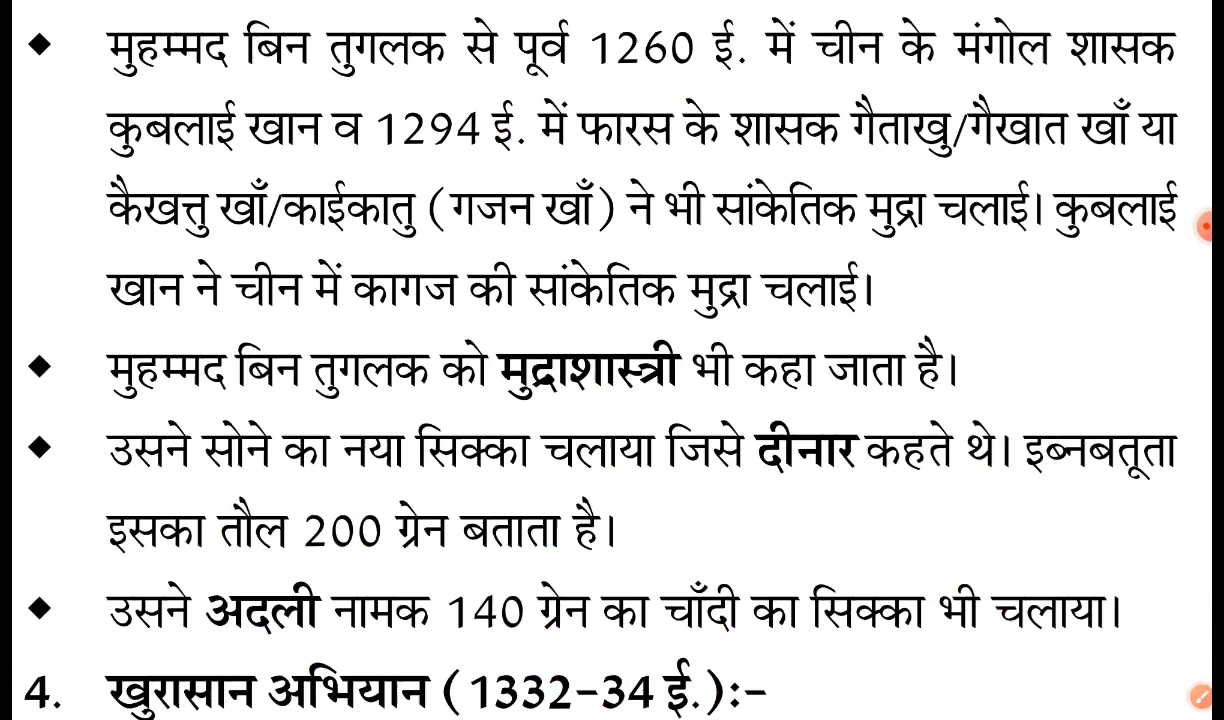 ◆ मुहम्मद बिन तुगलक से पूर्व 1260 ई. में चीन के मंगोल शासक
कुबलाई खान व 1294 ई. में फारस के शासक गैताखु/गैखात खाँ या
कैखत्तु खाँ/काईकातु (गजन खाँ) ने भी सांकेतिक मुद्रा चलाई। कुबलाई
खान ने चीन में कागज की सांकेतिक मुद्रा चलाई।
◆ मुहम्मद बिन तुगलक को मुद्राशास्त्री भी कहा जाता है।
◆ उसने सोने का नया सिक्का चलाया जिसे दीनार कहते थे। इब्नबतूता
इसका तौल 200 ग्रेन बताता है।
◆ उसने अदली नामक 140 ग्रेन का चाँदी का सिक्का भी चलाया।
4. खुरासान अभियान (1332-34 ई.):-